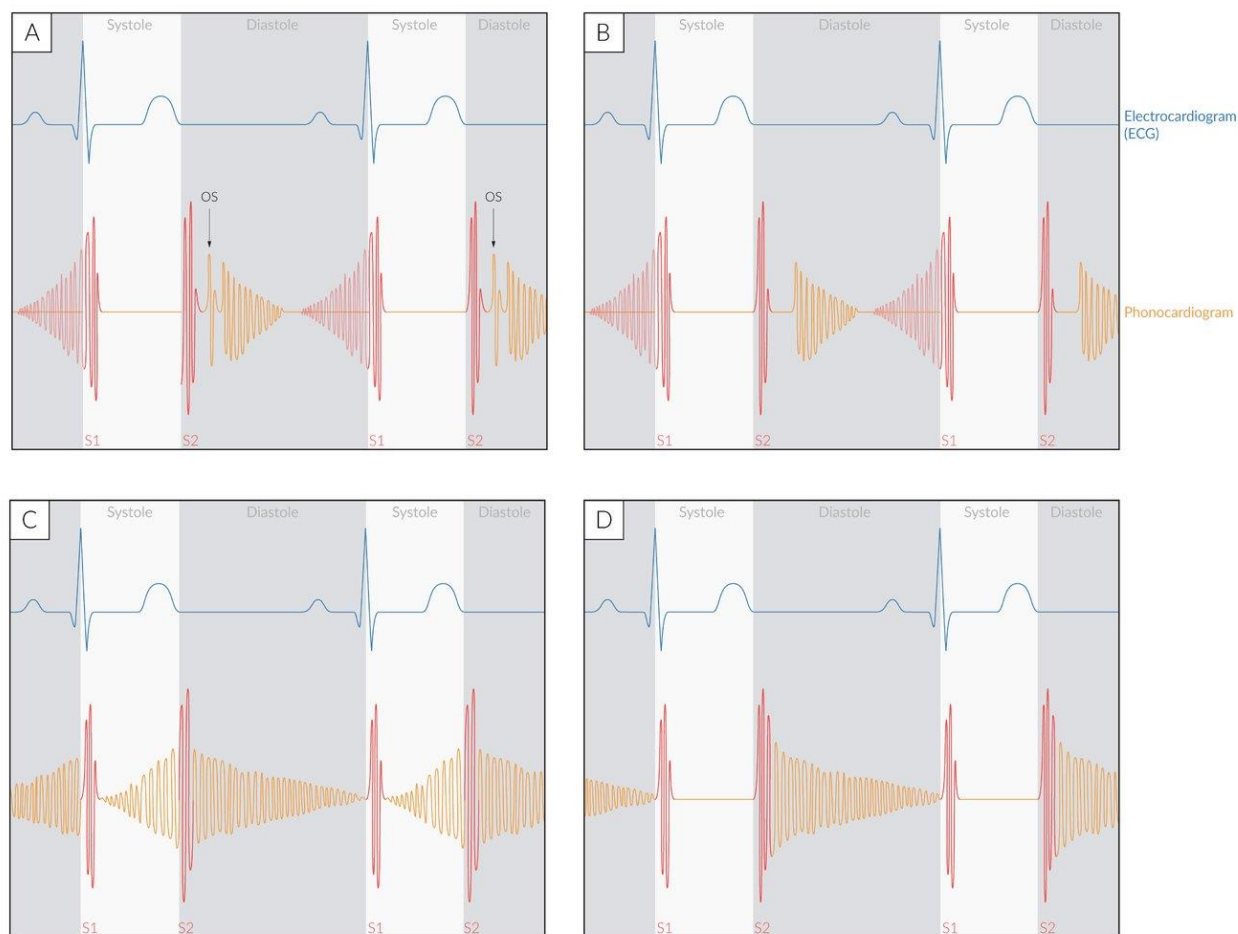 A
Systole
Diastole
Systole
Diastole
OS
OS
S1
S2
S1
S2
B
Systole
Diastole
Systole
Diastole
Electrocardiogram
(ECG)
Phonocardiogram
S1
S2
S1
S2
C
Systole
Diastole
Systole
Diastole
S1
S2
S1
S2
D
Systole
Diastole
Systole
Diastole
S1
S2
S1
S2